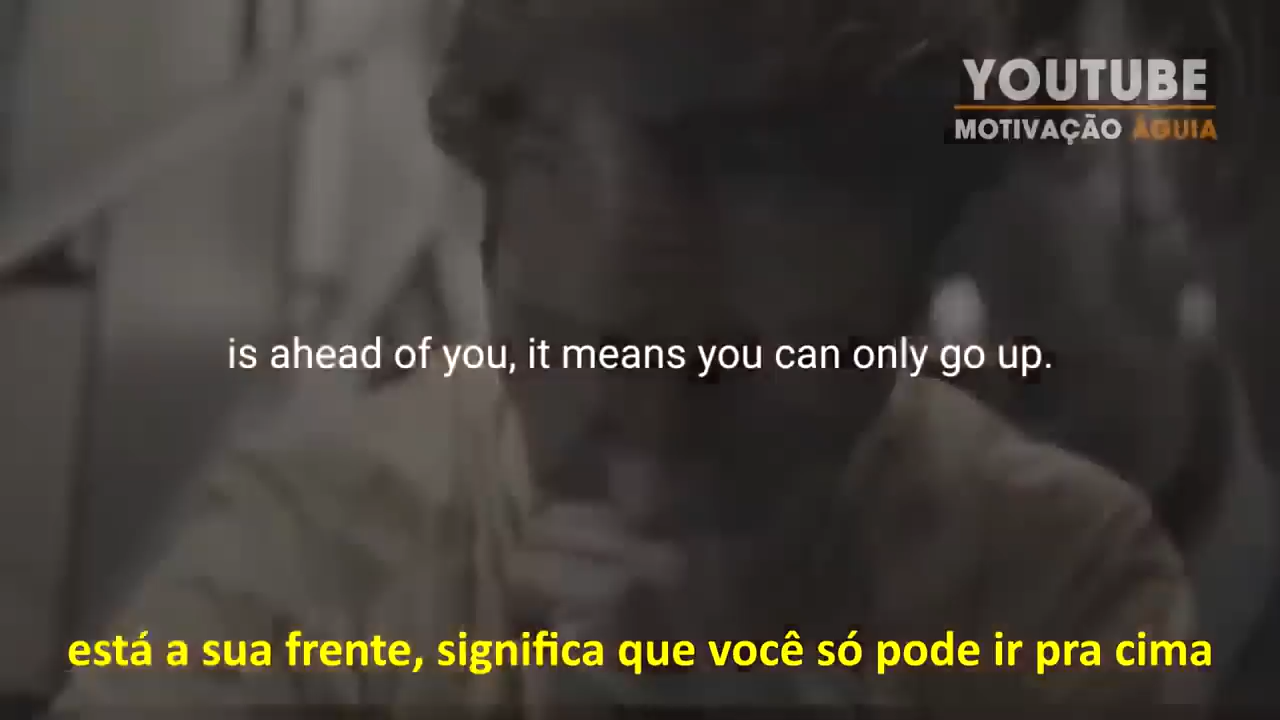 YOUTUBE
MOTIVAÇÃO ÁGUIA
is ahead of you, it means you can only go up.
está a sua frente, significa que você só pode ir pra cima